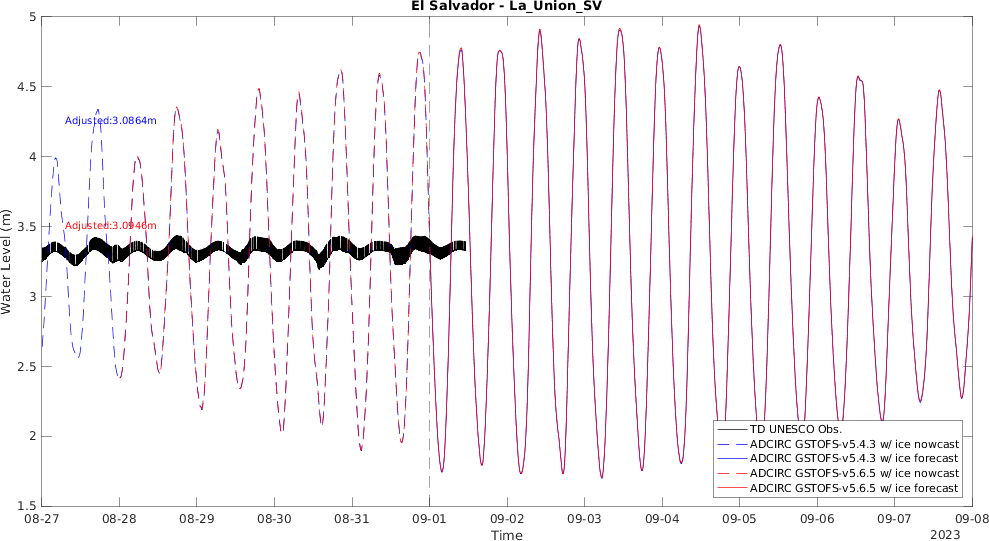 El Salvador - La_Union_SV
5
4.5
4
3.5
3
2.5
2
1.5
Water Level (m)
Adjusted:3.0864m
Adjusted:3.0946m
TD UNESCO Obs.
ADCIRC GSTOFS-v5.4.3 w/ ice nowcast
ADCIRC GSTOFS-v5.4.3 w/ ice forecast
ADCIRC GSTOFS-v5.6.5 w/ ice nowcast
ADCIRC GSTOFS-v5.6.5 w/ ice forecast
08-27 08-28 08-29 08-30 08-31 09-01 09-02 09-03 09-04 09-05 09-06 09-07 09-08
Time
2023